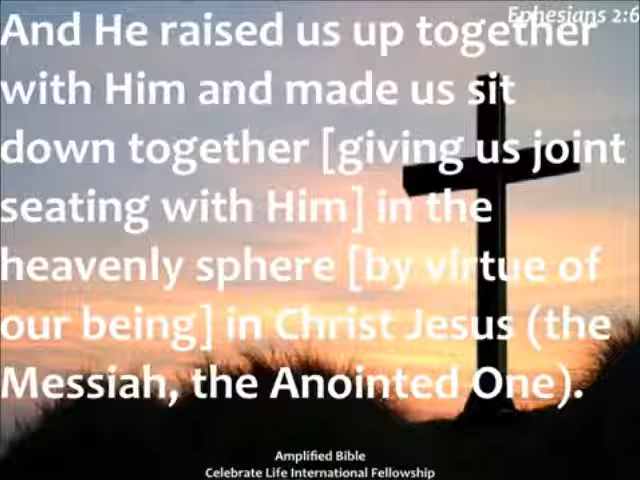 Ephesians 2:6
And He raised us up together
with Him and made us sit
down together [giving us joint
seating with Him] in the
heavenly sphere [by virtue of
our being] in Christ Jesus (the
Messiah, the Anointed One).
Amplified Bible
Celebrate Life International Fellowship